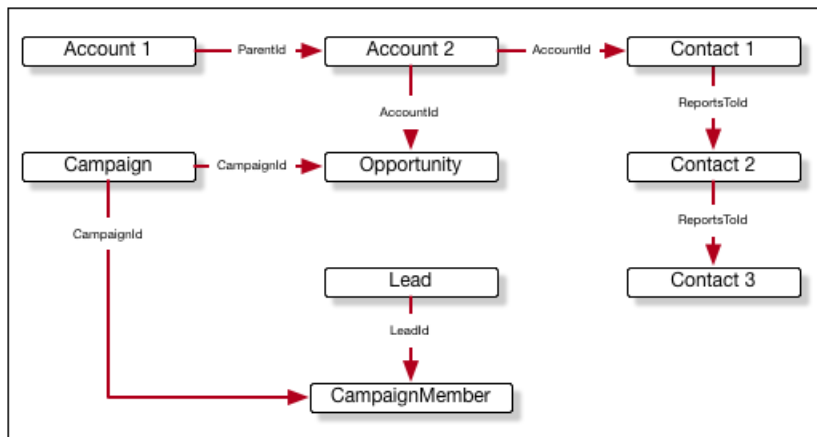 Account 1
ParentId
Account 2
AccountId
Contact 1
AccountId
ReportsToId
Campaign
CampaignId
Opportunity
Contact 2
CampaignId
ReportsToId
Lead
Contact 3
LeadId
CampaignMember